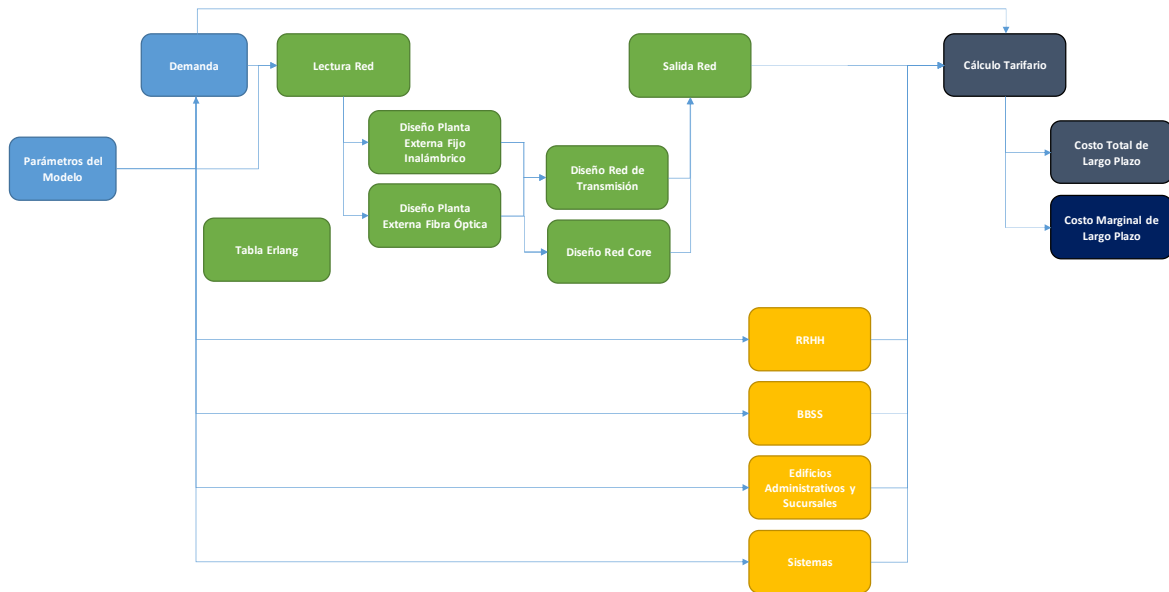 Demanda
Lectura Red
Salida Red
Cálculo Tarifario
Parámetros del
Modelo
Diseño Planta
Externa Fijo
Inalámbrico
Diseño Planta
Externa Fibra Óptica
Tabla Erlang
Diseño Red de
Transmisión
Diseño Red Core
Costo Total de
Largo Plazo
Costo Marginal de
Largo Plazo
RRHH
BBSS
Edificios
Administrativos y
Sucursales
Sistemas